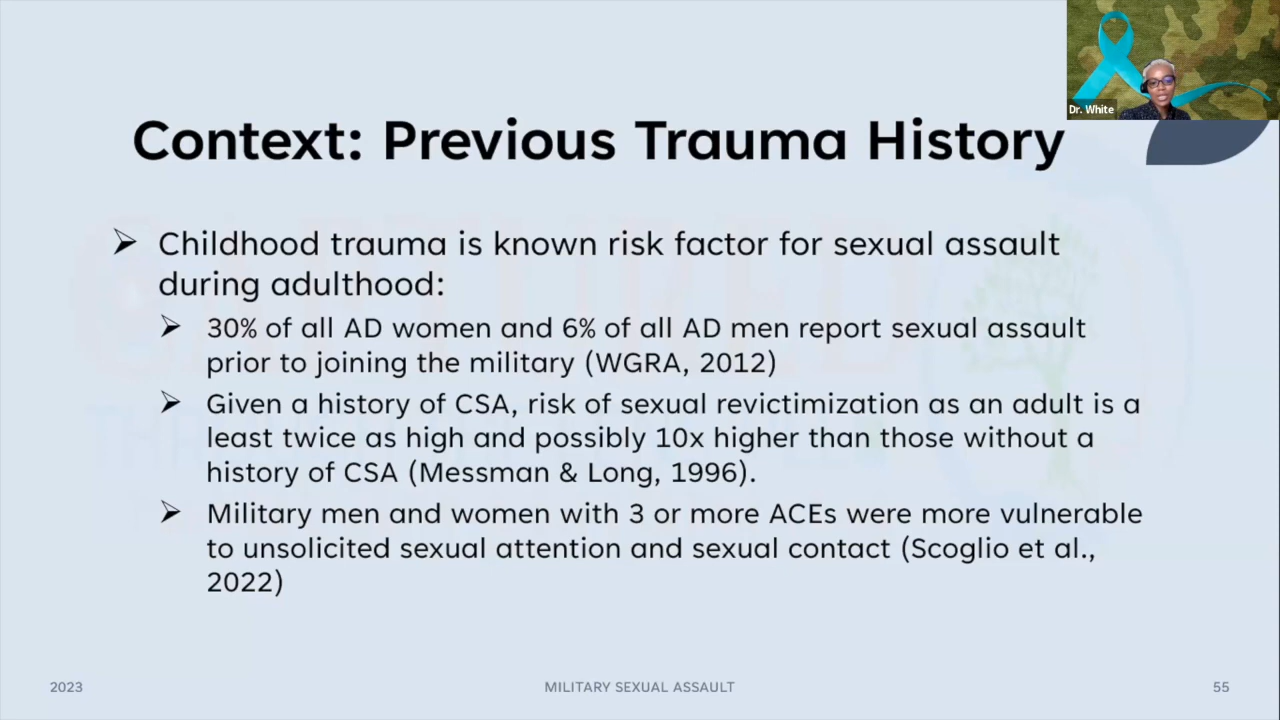 Dr. White
Context: Previous Trauma History
➢ Childhood trauma is known risk factor for sexual assault
during adulthood:
➢ 30% of all AD women and 6% of all AD men report sexual assault
prior to joining the military (WGRA, 2012)
➢ Given a history of CSA, risk of sexual revictimization as an adult is a
least twice as high and possibly 10x higher than those without a
history of CSA (Messman & Long, 1996).
➢ Military men and women with 3 or more ACEs were more vulnerable
to unsolicited sexual attention and sexual contact (Scoglio et al.,
2022)
2023
MILITARY SEXUAL ASSAULT
55